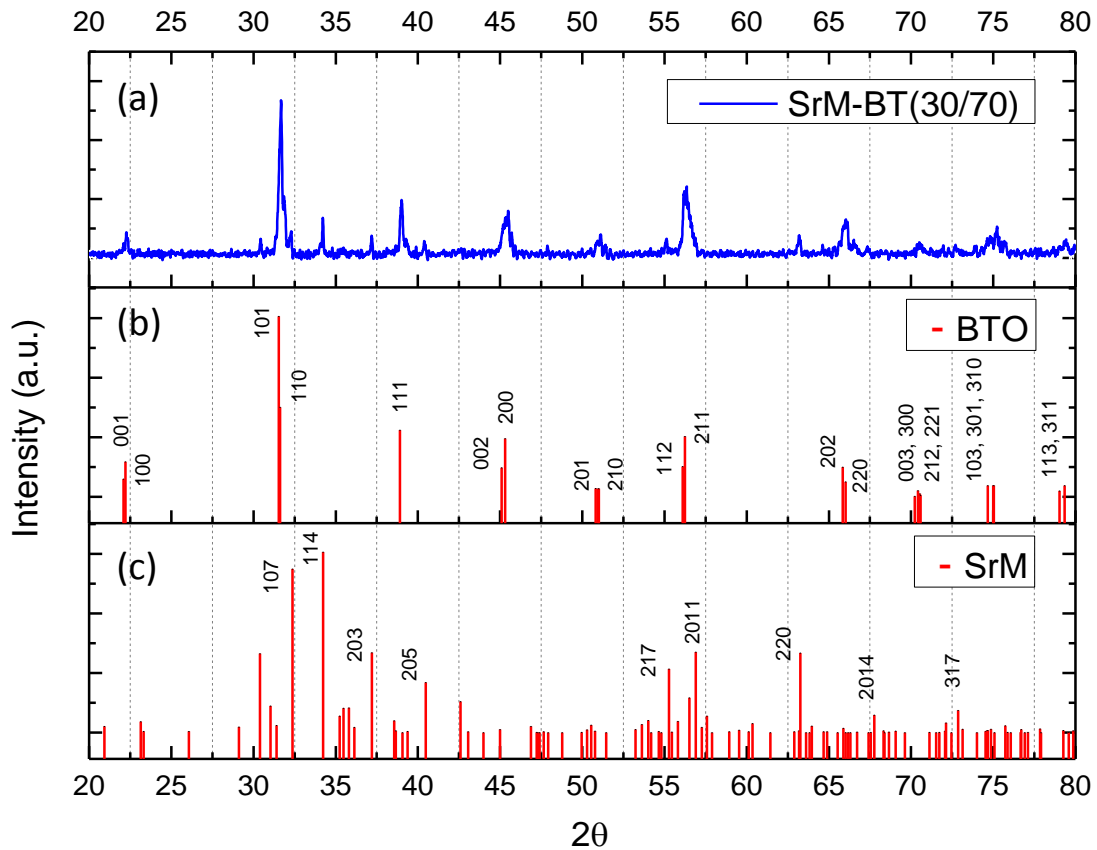 20 25 30 35 40 45 50 55 60 65 70 75 80
(a)
SrM-BT(30/70)
Intensity (a.u.)
(b)
BTO
001
100
101
110
111
002
200
201
210
112
211
202
220
003, 300
212, 221
103, 301, 310
113, 311
(c)
SrM
107
114
203
205
217
2011
220
2014
317
20 25 30 35 40 45 50 55 60 65 70 75 80
2θ